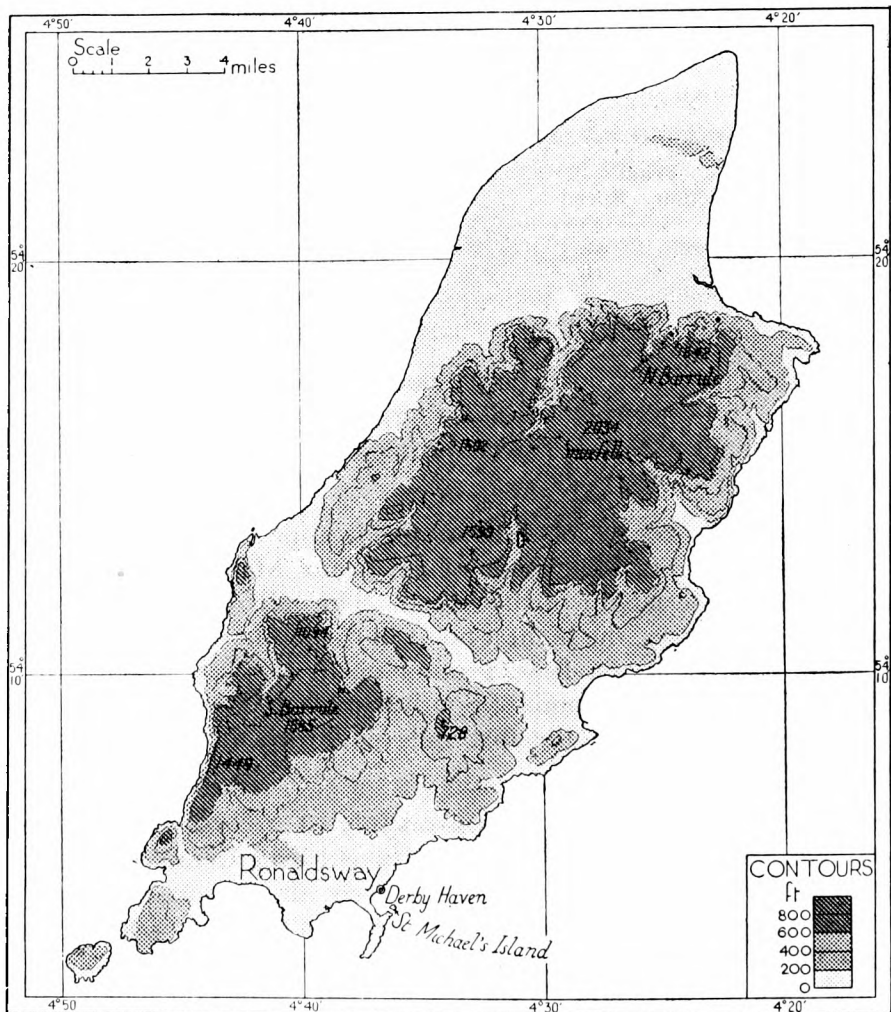 4°50′ 4°40′ 4°30′ 4°20′
Scale
0 1 2 3 4
miles
54°
20
54°
20
N Barrule
2034
Snaefell
54°
10
54°
10
S. Barrule
728
1449
Ronaldsway
Derby Haven
St Michael's Island
CONTOURS
ft
800
600
400
200
0
4°50′ 4°40′ 4°30′ 4°20′